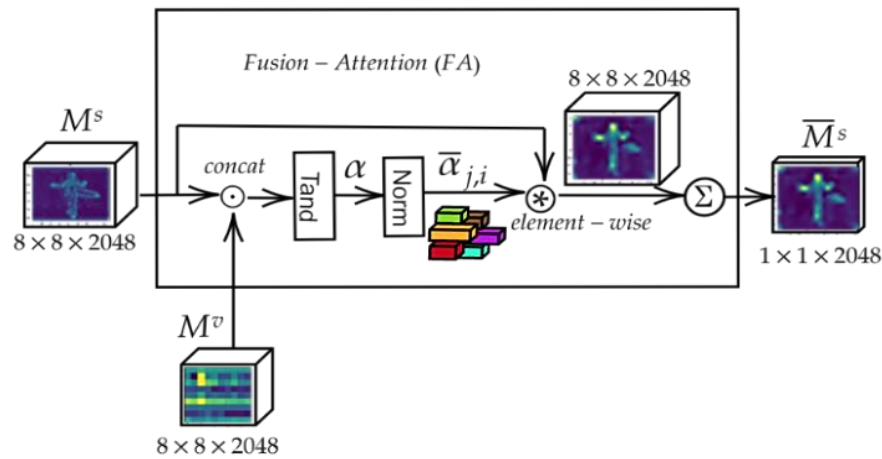 Fusion − Attention (FA)
8 × 8 × 2048
M^s
M̅^s
concat
Tand
α
Norm
α̅_{j,i}
Σ
element − wise
8 × 8 × 2048
1 × 1 × 2048
M^v
8 × 8 × 2048